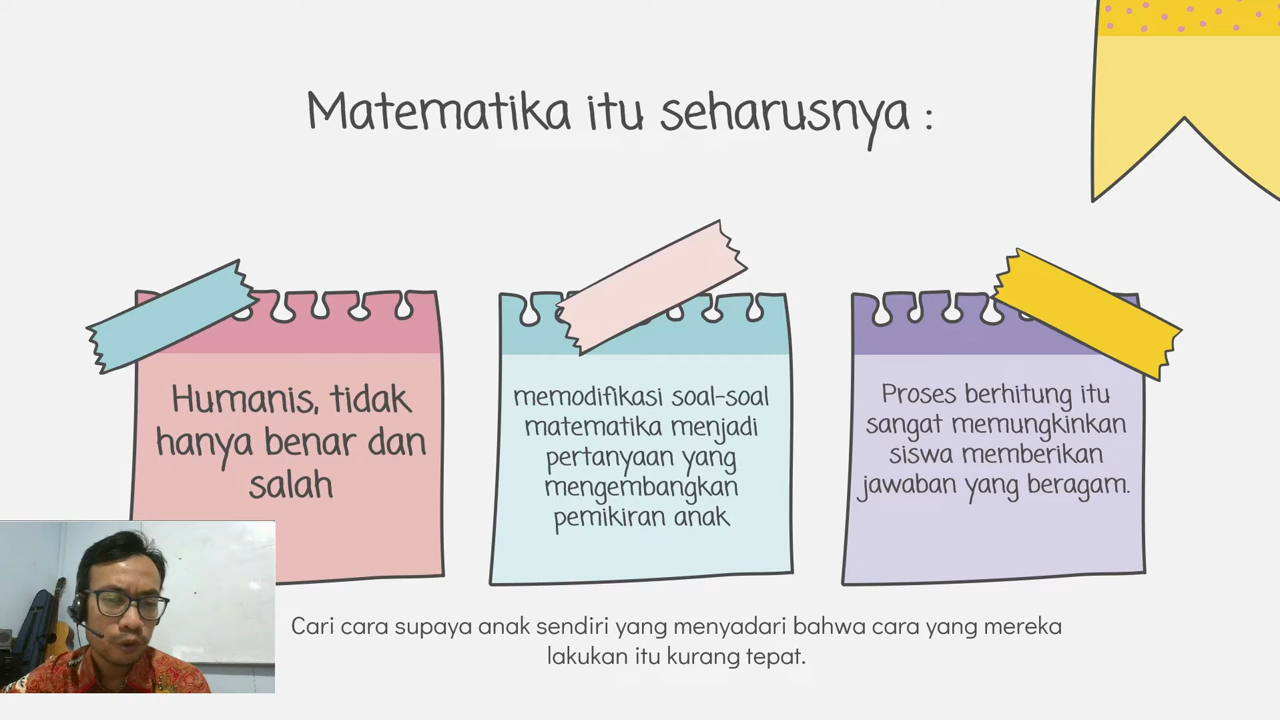 Matematika itu seharusnya :
Humanis, tidak
hanya benar dan
salah
memodifikasi soal-soal
matematika menjadi
pertanyaan yang
mengembangkan
pemikiran anak
Proses berhitung itu
sangat memungkinkan
siswa memberikan
jawaban yang beragam.
Cari cara supaya anak sendiri yang menyadari bahwa cara yang mereka
lakukan itu kurang tepat.